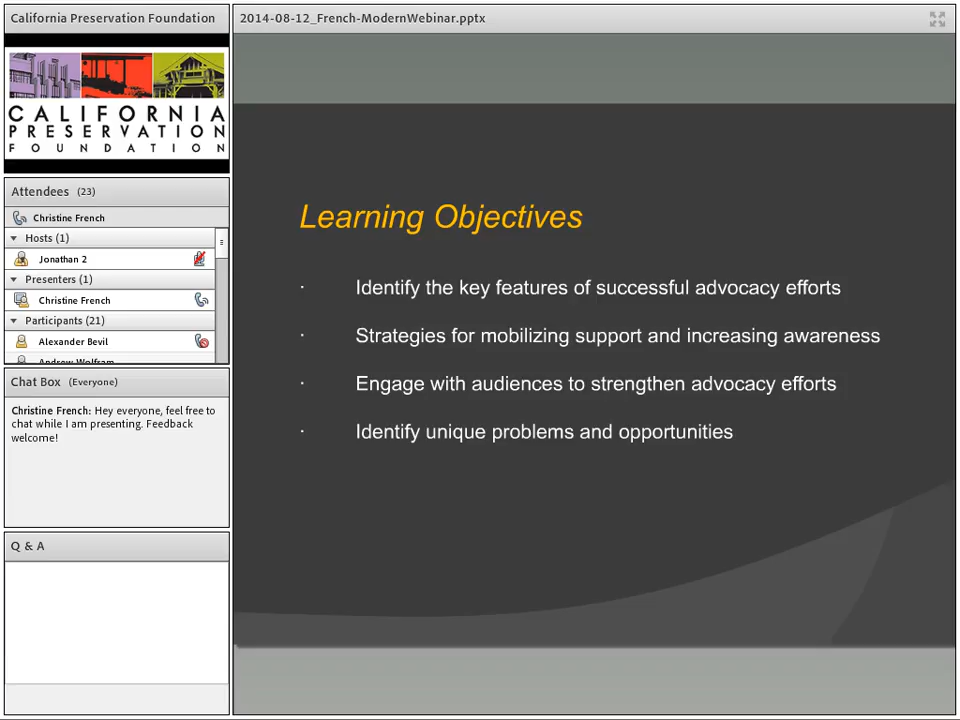 California Preservation Foundation
CALIFORNIA
PRESERVATION
FOUNDATION
Attendees (23)
Christine French
Hosts (1)
Jonathan 2
Presenters (1)
Christine French
Participants (21)
Alexander Bevil
Andrew Wolfram
Chat Box (Everyone)
Christine French: Hey everyone, feel free to
chat while I am presenting. Feedback
welcome!
Q & A
2014-08-12_French-ModernWebinar.pptx
Learning Objectives
· Identify the key features of successful advocacy efforts
· Strategies for mobilizing support and increasing awareness
· Engage with audiences to strengthen advocacy efforts
· Identify unique problems and opportunities